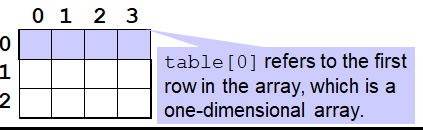 0 1 2 3
0
table[0] refers to the first
1
row in the array, which is a
2
one-dimensional array.